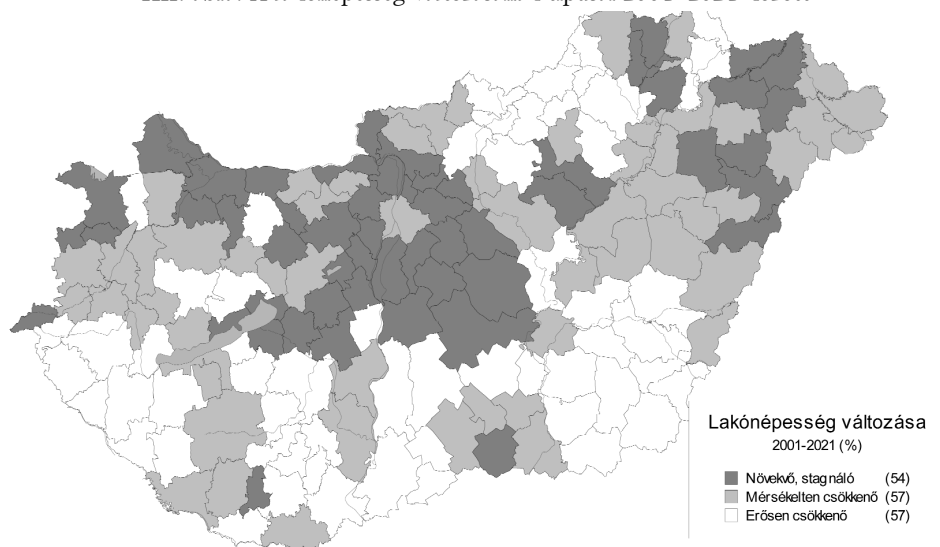 Lakónépesség változása
2001-2021 (%)
Növekvő, stagnáló (54)
Mérsékelten csökkenő (57)
Erősen csökkenő (57)